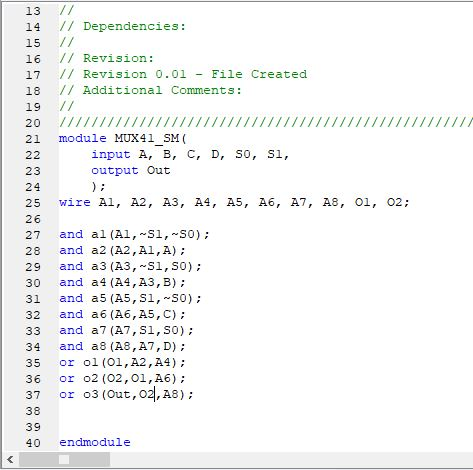 13 //
14 // Dependencies:
15 //
16 // Revision:
17 // Revision 0.01 - File Created
18 // Additional Comments:
19 //
20 //////////////////////////////////////////////////////////////
21 module MUX41_SM(
22 input A, B, C, D, S0, S1,
23 output Out
24 );
25 wire A1, A2, A3, A4, A5, A6, A7, A8, O1, O2;
26
27 and a1(A1,~S1,~S0);
28 and a2(A2,A1,A);
29 and a3(A3,~S1,S0);
30 and a4(A4,A3,B);
31 and a5(A5,S1,~S0);
32 and a6(A6,A5,C);
33 and a7(A7,S1,S0);
34 and a8(A8,A7,D);
35 or o1(O1,A2,A4);
36 or o2(O2,O1,A6);
37 or o3(Out,O2,A8);
38
39
40 endmodule